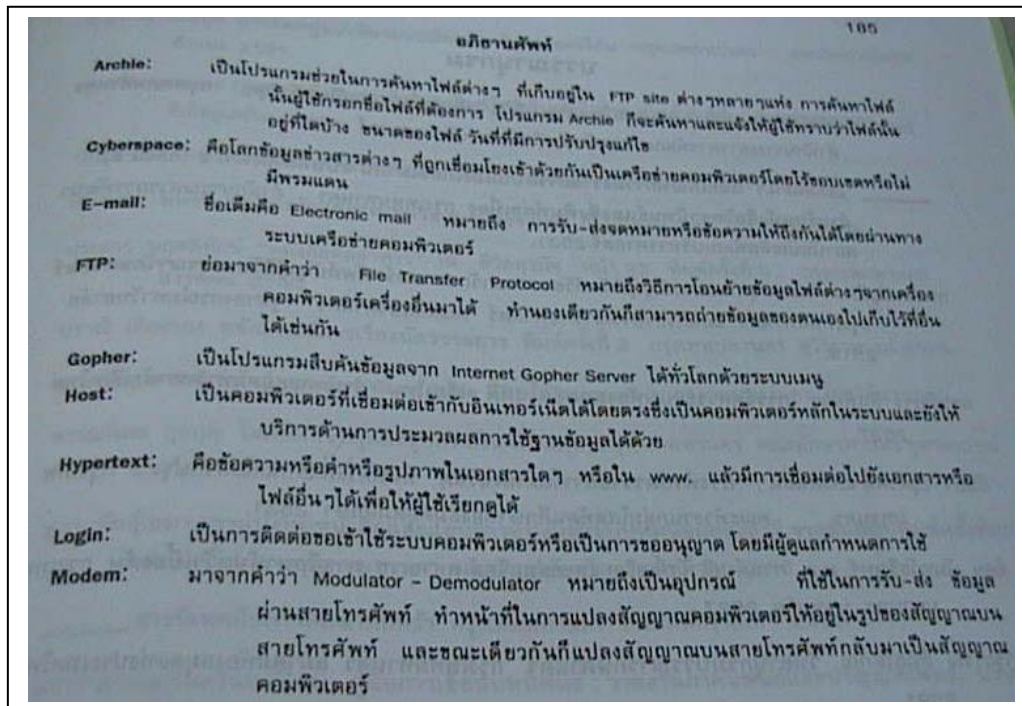 185
อภิธานศัพท์
Archie: เป็นโปรแกรมช่วยในการค้นหาไฟล์ต่างๆ ที่เก็บอยู่ใน FTP site ต่างๆหลายๆแห่ง การค้นหาไฟล์
นั้นผู้ใช้กรอกชื่อไฟล์ที่ต้องการ โปรแกรม Archie ก็จะค้นหาและแจ้งให้ผู้ใช้ทราบว่าไฟล์นั้น
อยู่ที่ใดบ้าง ขนาดของไฟล์ วันที่ที่มีการปรับปรุงแก้ไข
Cyberspace: คือโลกข้อมูลข่าวสารต่างๆ ที่ถูกเชื่อมโยงเข้าด้วยกันเป็นเครือข่ายคอมพิวเตอร์โดยไร้ขอบเขตหรือไม่
มีพรมแดน
E-mail: ชื่อเต็มคือ Electronic mail หมายถึง การรับ-ส่งจดหมายหรือข้อความให้ถึงกันได้โดยผ่านทาง
ระบบเครือข่ายคอมพิวเตอร์
FTP: ย่อมาจากคำว่า File Transfer Protocol หมายถึงวิธีการโอนย้ายข้อมูลไฟล์ต่างๆจากเครื่อง
คอมพิวเตอร์เครื่องอื่นมาได้ ทำนองเดียวกันก็สามารถถ่ายข้อมูลของตนเองไปเก็บไว้ที่อื่น
ได้เช่นกัน
Gopher: เป็นโปรแกรมสืบค้นข้อมูลจาก Internet Gopher Server ได้ทั่วโลกด้วยระบบเมนู
Host: เป็นคอมพิวเตอร์ที่เชื่อมต่อเข้ากับอินเทอร์เน็ตได้โดยตรงซึ่งเป็นคอมพิวเตอร์หลักในระบบและยังให้
บริการด้านการประมวลผลการใช้ฐานข้อมูลได้ด้วย
Hypertext: คือข้อความหรือคำหรือรูปภาพในเอกสารใดๆ หรือใน www. แล้วมีการเชื่อมต่อไปยังเอกสารหรือ
ไฟล์อื่นๆได้เพื่อให้ผู้ใช้เรียกดูได้
Login: เป็นการติดต่อขอเข้าใช้ระบบคอมพิวเตอร์หรือเป็นการขออนุญาต โดยมีผู้ดูแลกำหนดการใช้
Modem: มาจากคำว่า Modulator - Demodulator หมายถึงเป็นอุปกรณ์ ที่ใช้ในการรับ-ส่ง ข้อมูล
ผ่านสายโทรศัพท์ ทำหน้าที่ในการแปลงสัญญาณคอมพิวเตอร์ให้อยู่ในรูปของสัญญาณบน
สายโทรศัพท์ และขณะเดียวกันก็แปลงสัญญาณบนสายโทรศัพท์กลับมาเป็นสัญญาณ
คอมพิวเตอร์